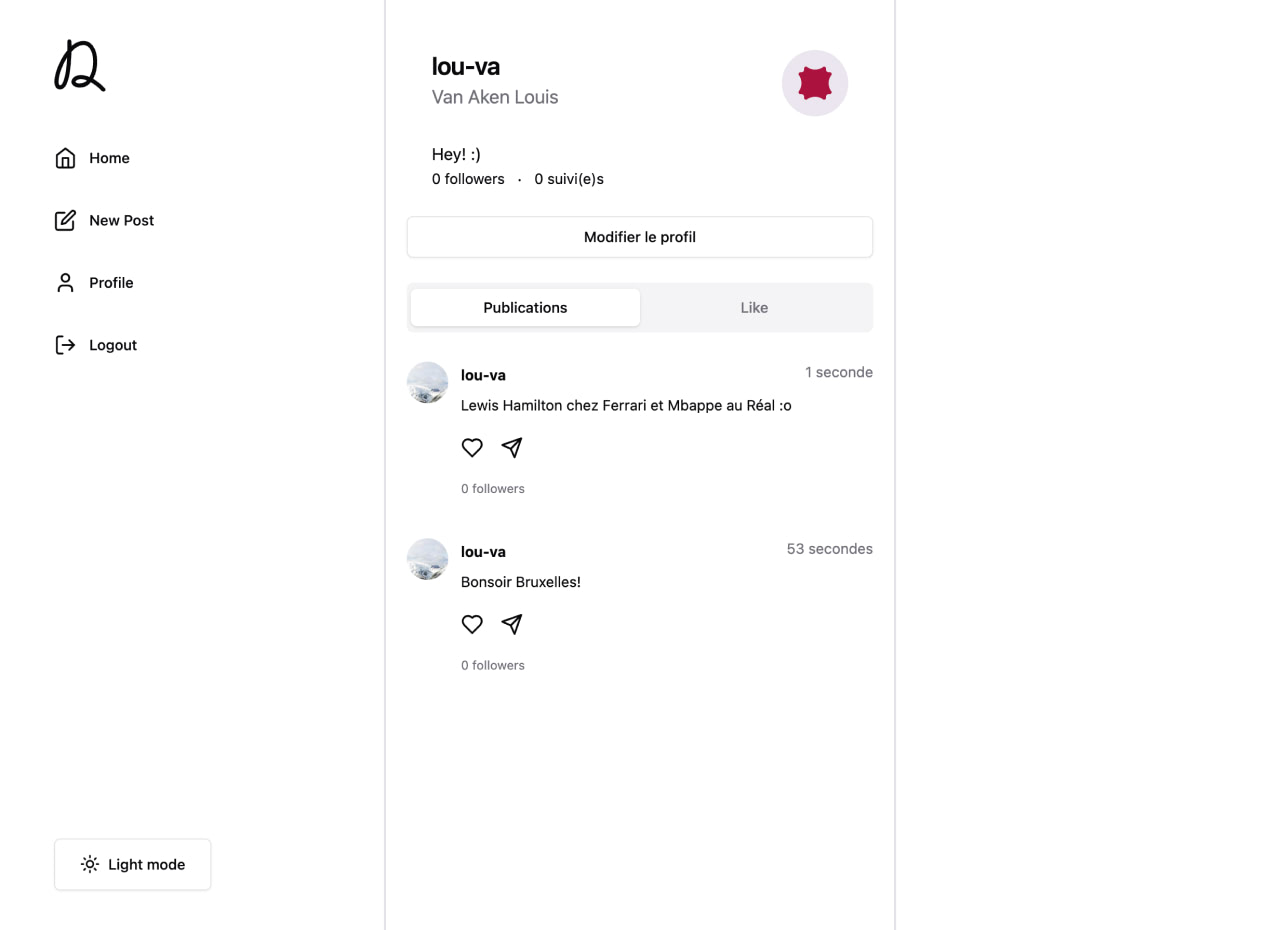 Home
New Post
Profile
Logout
Light mode
lou-va
Van Aken Louis
Hey! :)
0 followers · 0 suivi(e)s
Modifier le profil
Publications
Like
lou-va
1 seconde
Lewis Hamilton chez Ferrari et Mbappe au Réal :o
0 followers
lou-va
53 secondes
Bonsoir Bruxelles!
0 followers